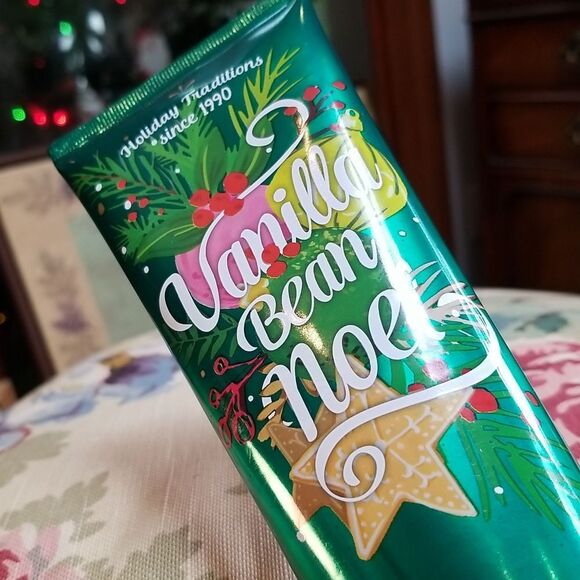 Holiday Traditions
since 1990
Vanilla
Bean
Noel